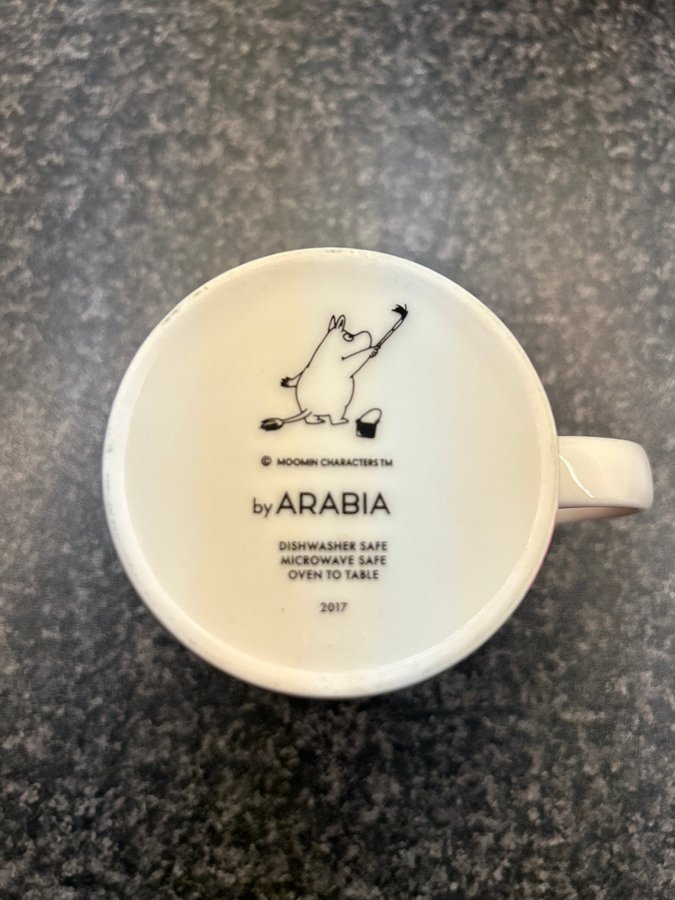 © MOOMIN CHARACTERS TM
by ARABIA
DISHWASHER SAFE
MICROWAVE SAFE
OVEN TO TABLE
2017